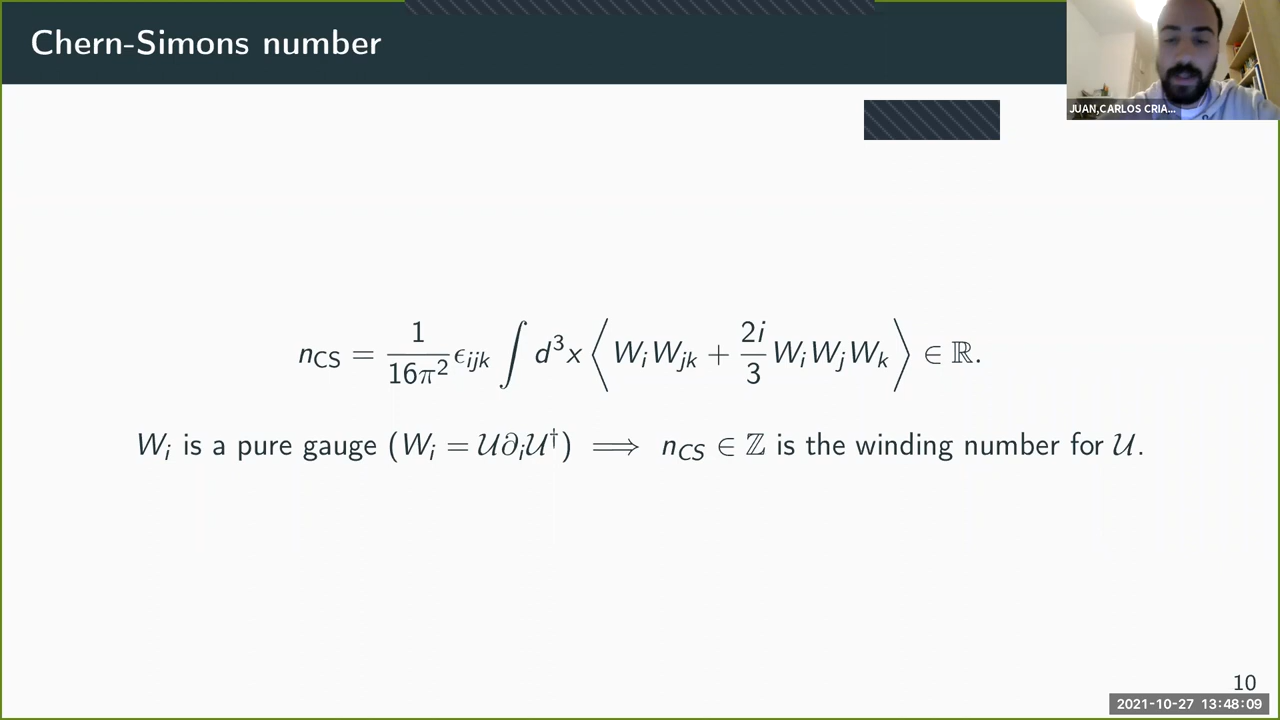 Chern-Simons number
JUAN,CARLOS CRIA...
n_CS = 1/(16π²) ϵ_ijk ∫ d³x ⟨ W_i W_jk + (2i/3) W_i W_j W_k ⟩ ∈ ℝ.
W_i is a pure gauge (W_i = 𝒰∂_i𝒰†) ⟹ n_CS ∈ ℤ is the winding number for 𝒰.
10
2021-10-27 13:48:09